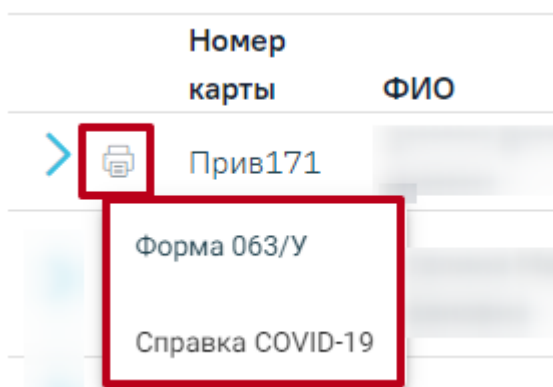 Номер
карты
ФИО
Прив171
Форма 063/У
Справка COVID-19